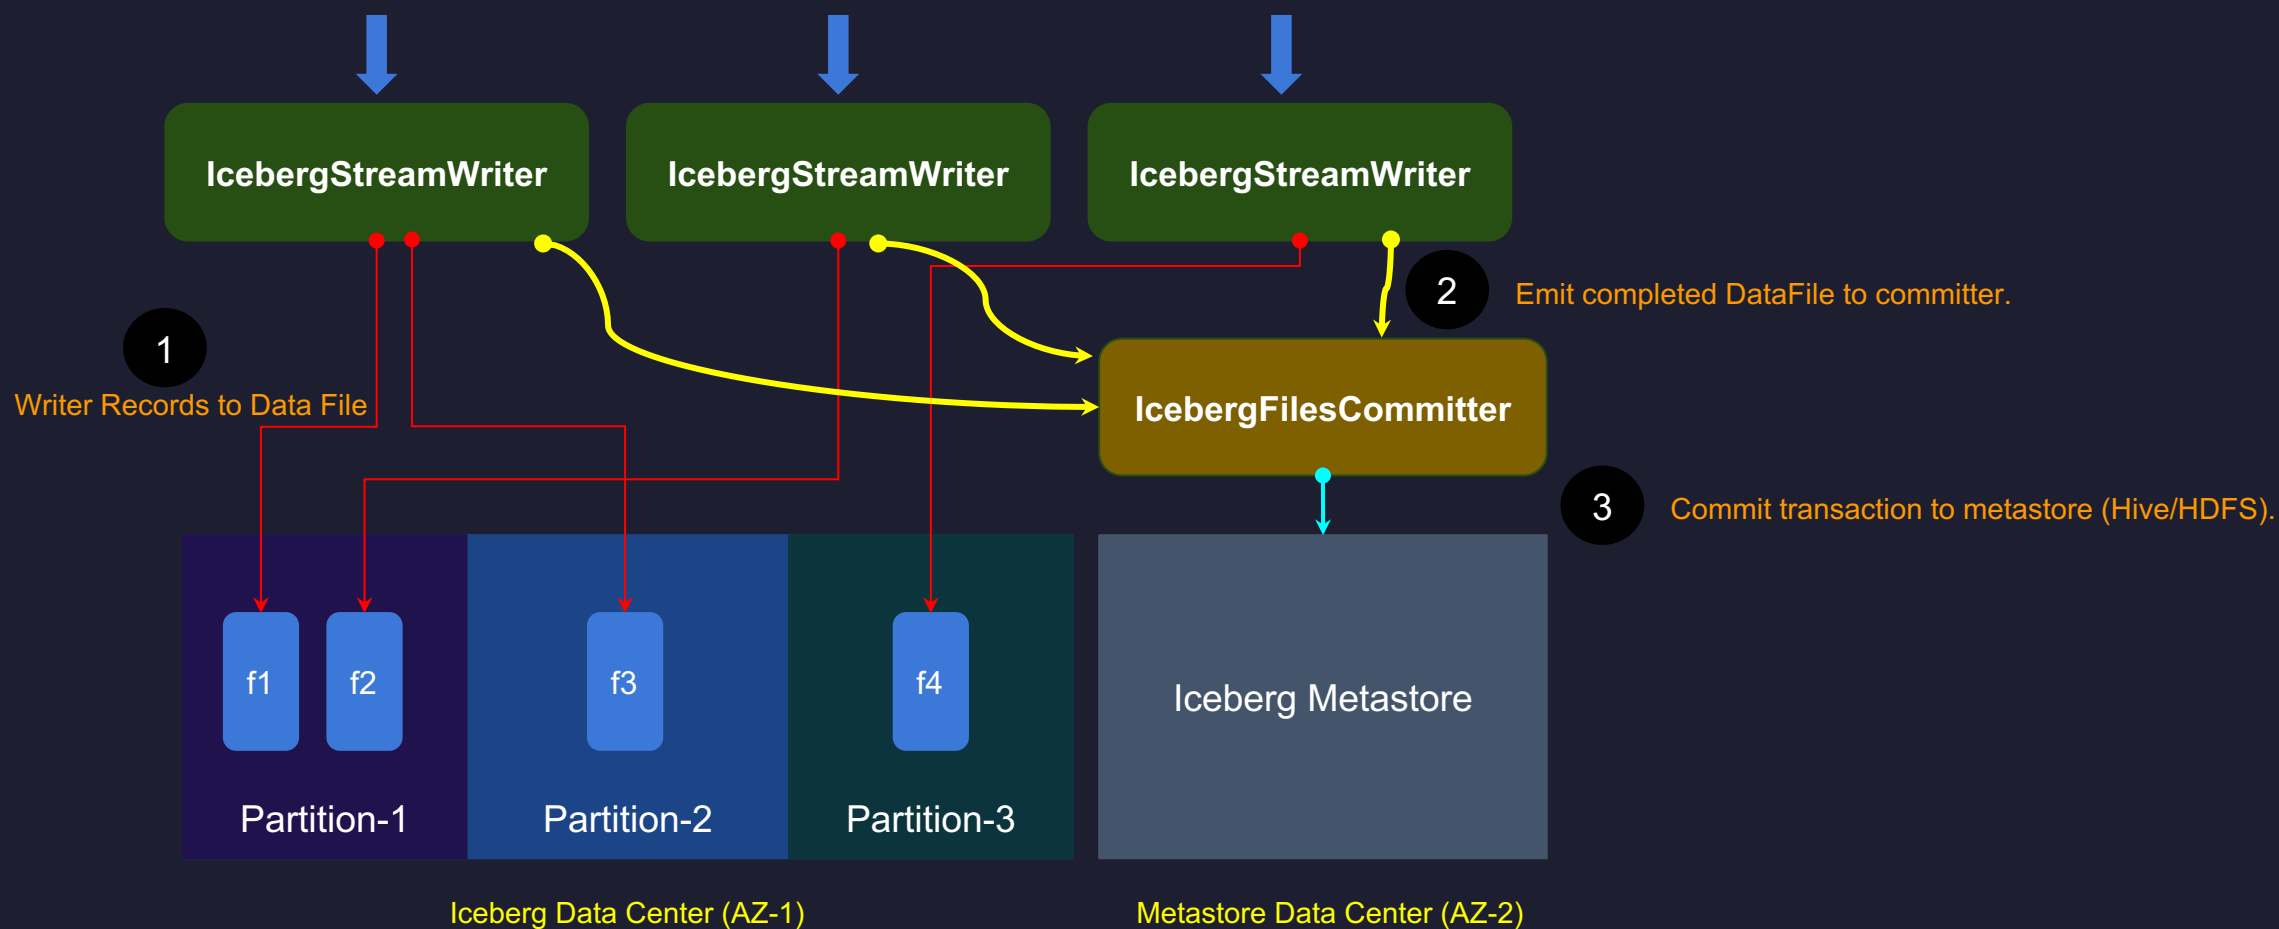 IcebergStreamWriter
IcebergStreamWriter
IcebergStreamWriter
2
Emit completed DataFile to committer.
1
Writer Records to Data File
IcebergFilesCommitter
3
Commit transaction to metastore (Hive/HDFS).
f1
f2
f3
f4
Iceberg Metastore
Partition-1
Partition-2
Partition-3
Iceberg Data Center (AZ-1)
Metastore Data Center (AZ-2)